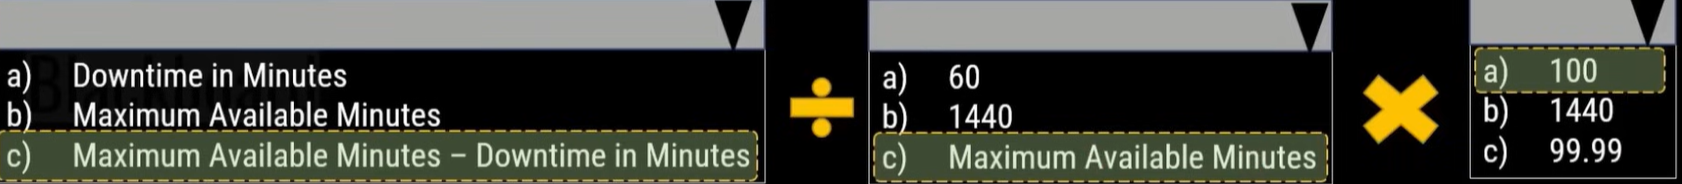 a) Downtime in Minutes
b) Maximum Available Minutes
c) Maximum Available Minutes – Downtime in Minutes
÷
a) 60
b) 1440
c) Maximum Available Minutes
×
a) 100
b) 1440
c) 99.99